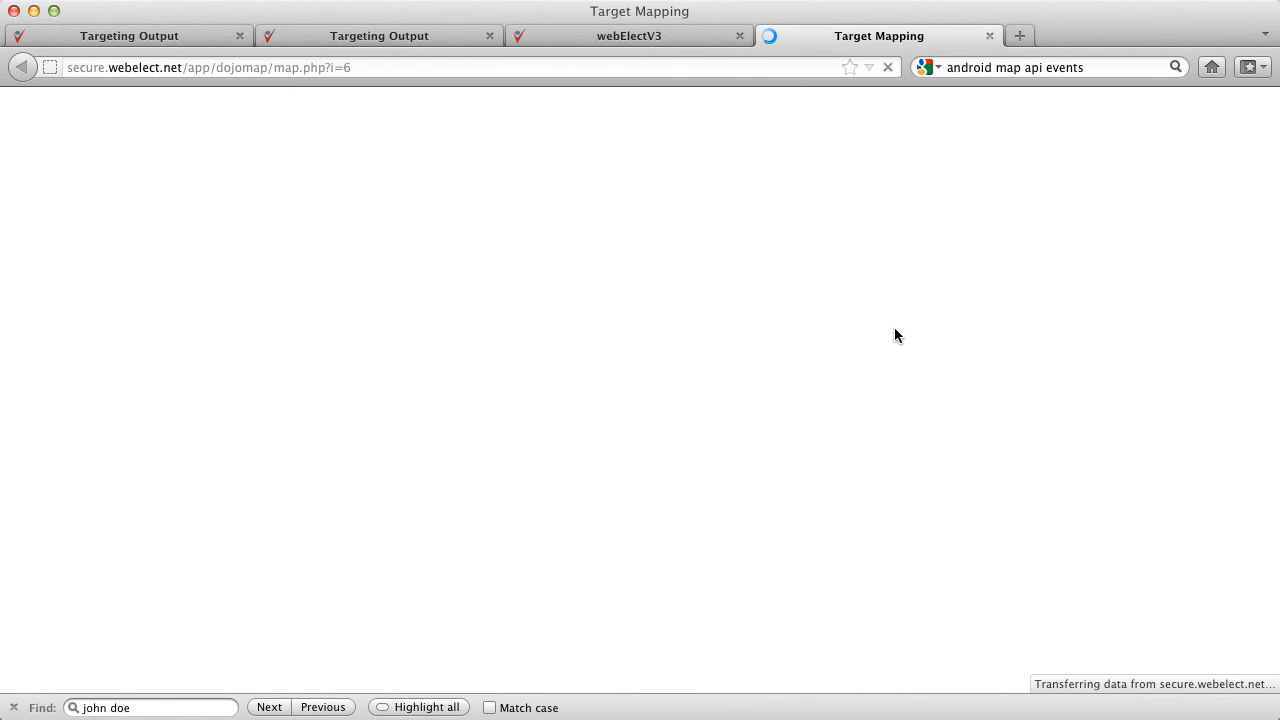 Target Mapping
Targeting Output
Targeting Output
webElectV3
Target Mapping
secure.webelect.net/app/dojomap/map.php?i=6
android map api events
Transferring data from secure.webelect.net...
Find:
john doe
Next
Previous
Highlight all
Match case